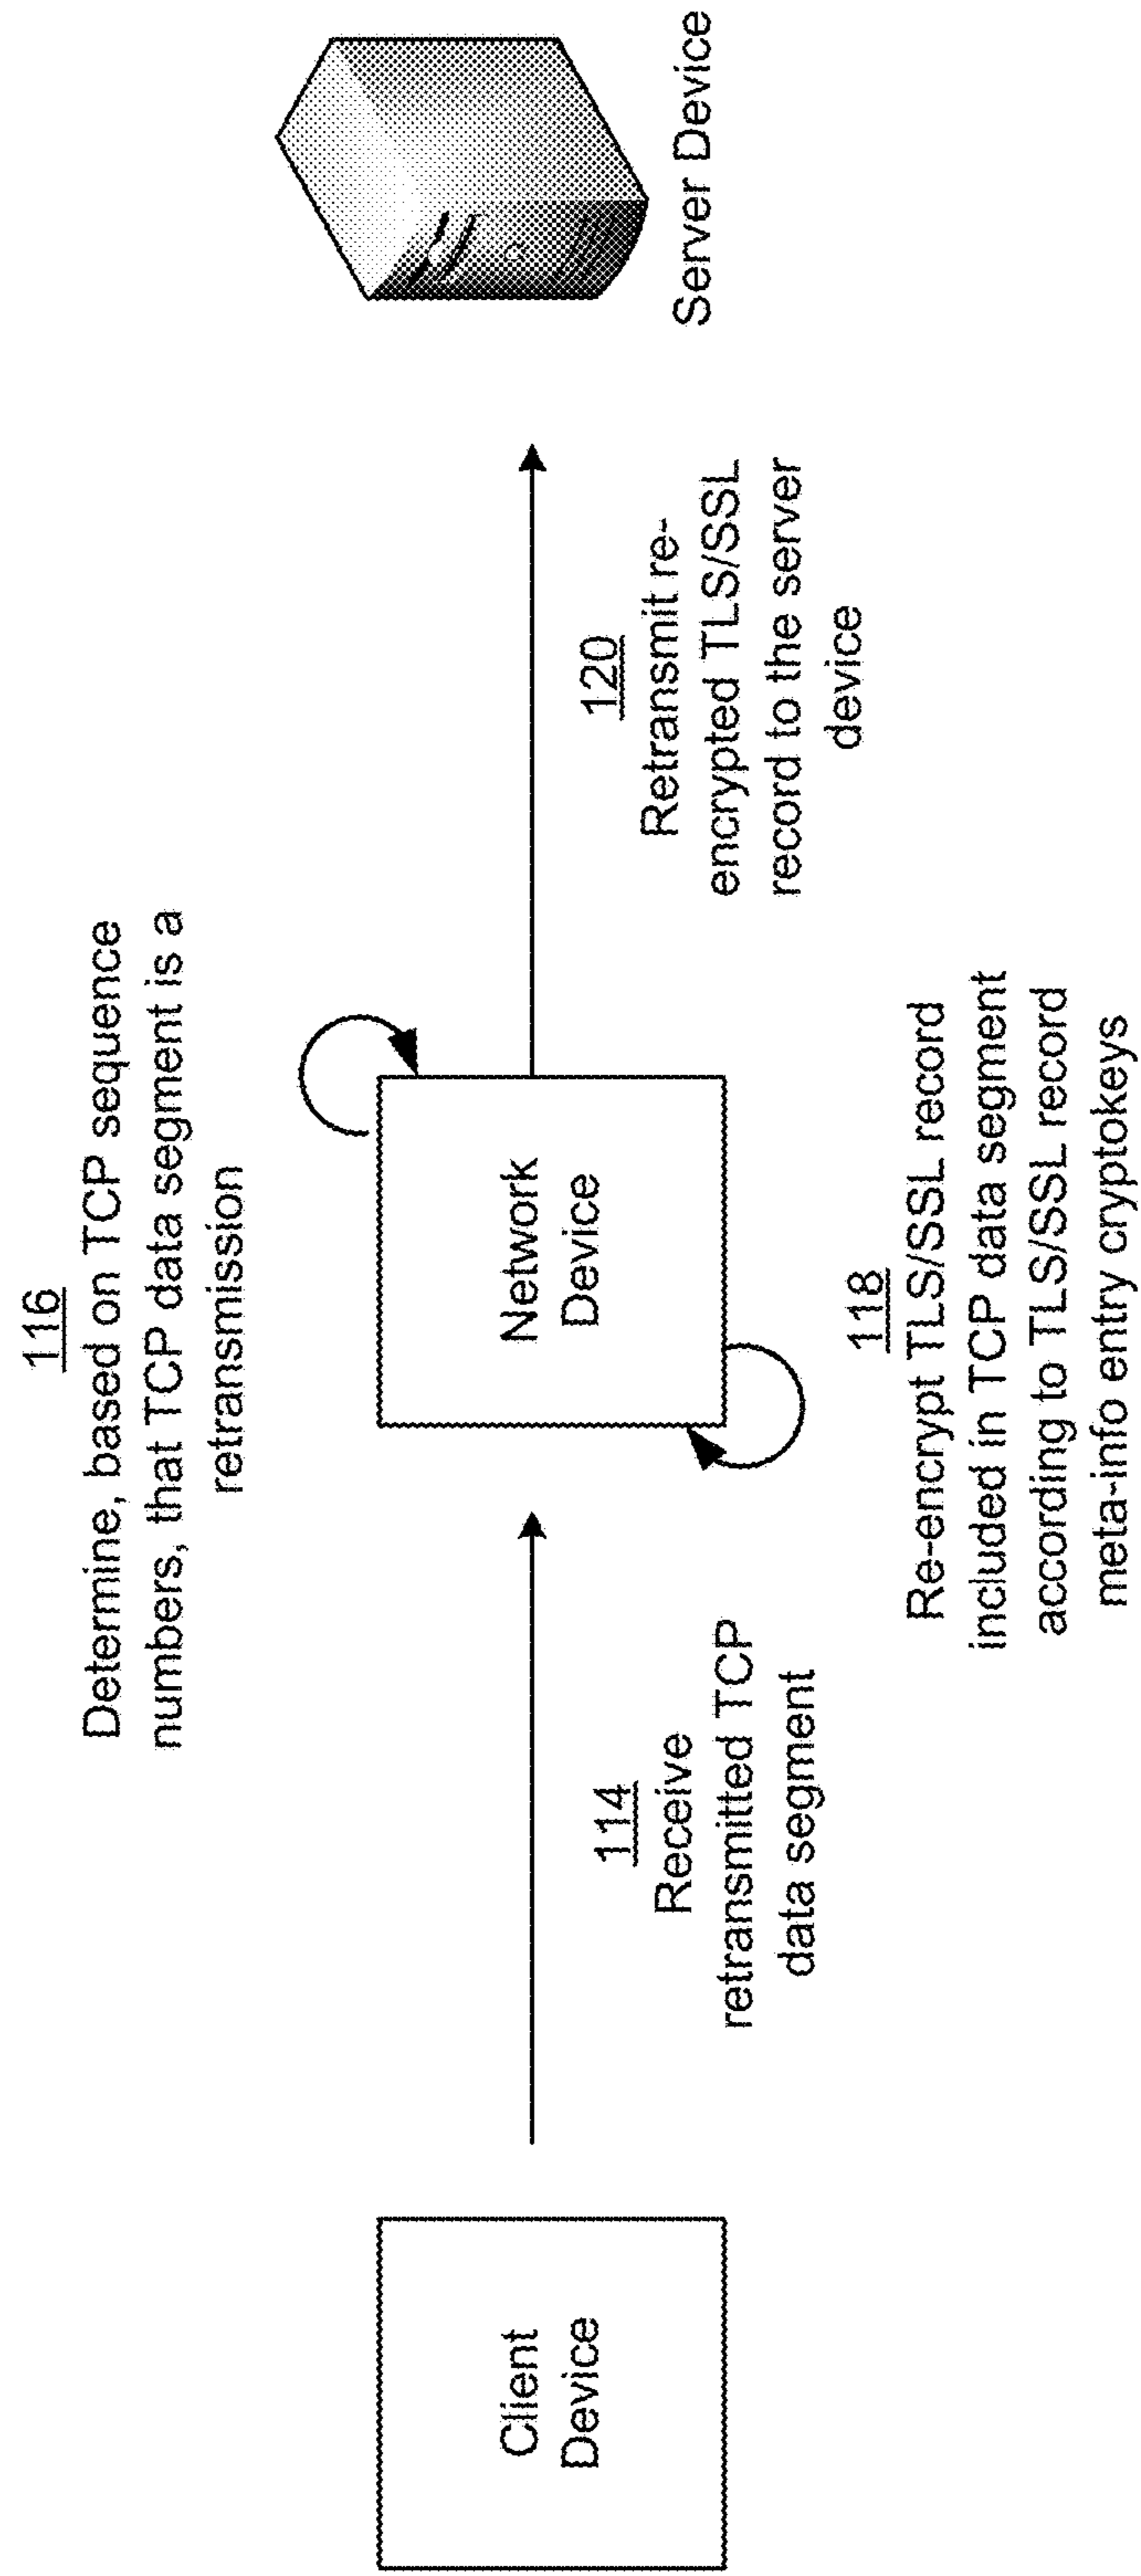 116
Determine, based on TCP sequence
numbers, that TCP data segment is a
retransmission
Client
Device
114
Receive
retransmitted TCP
data segment
Network
Device
118
Re-encrypt TLS/SSL record
included in TCP data segment
according to TLS/SSL record
meta-info entry cryptokeys
120
Retransmit re-
encrypted TLS/SSL
record to the server
device
Server Device